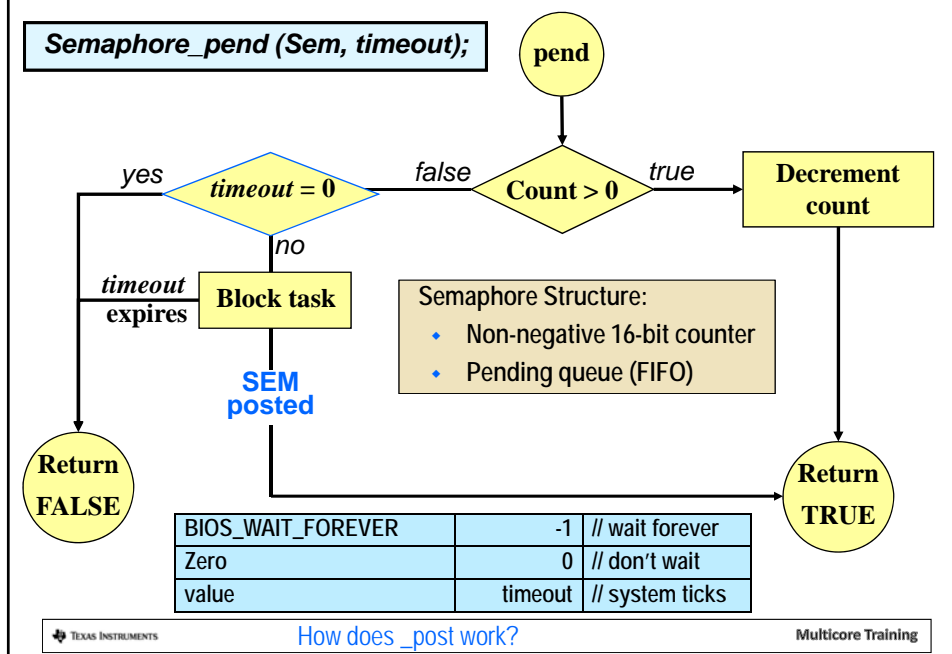 Semaphore_pend (Sem, timeout);
pend
yes
timeout = 0
false
Count > 0
true
Decrement
count
no
timeout
expires
Block task
Semaphore Structure:
Non-negative 16-bit counter
Pending queue (FIFO)
SEM
posted
Return
FALSE
Return
TRUE
BIOS_WAIT_FOREVER -1 // wait forever
Zero 0 // don't wait
value timeout // system ticks
TEXAS INSTRUMENTS How does _post work? Multicore Training